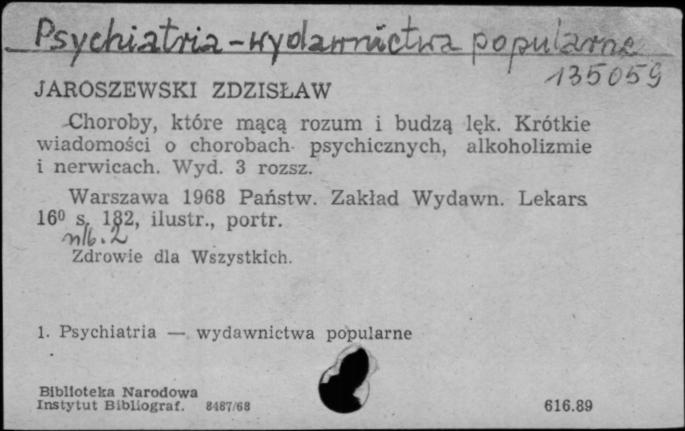 Psychiatria - wydawnictwa popularne
135059
JAROSZEWSKI ZDZISŁAW
Choroby, które mącą rozum i budzą lęk. Krótkie
wiadomości o chorobach psychicznych, alkoholizmie
i nerwicach. Wyd. 3 rozsz.
Warszawa 1968 Państw. Zakład Wydawn. Lekars
16⁰ s. 182, ilustr., portr.
nlb. 2
Zdrowie dla Wszystkich.
1. Psychiatria — wydawnictwa popularne
Biblioteka Narodowa
Instytut Bibliograf. 8487/68
616.89